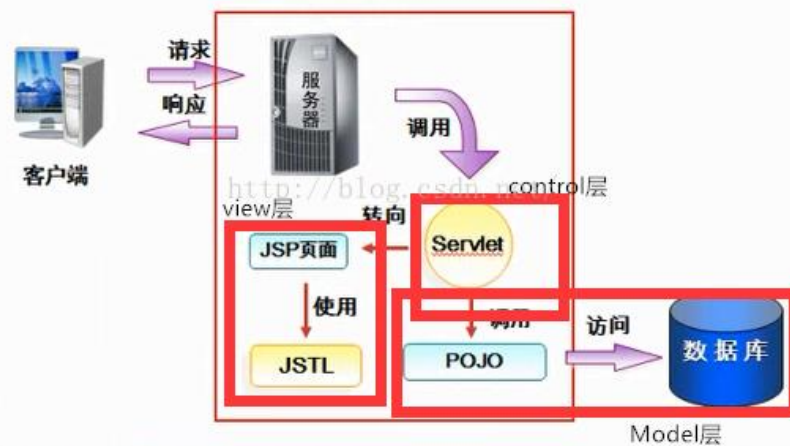 请求
响应
客户端
服务器
调用
http://blog.csdn.net/
control层
view层
转向
Servlet
JSP页面
使用
调用
访问
数据库
JSTL
POJO
Model层